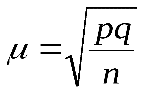 μ = √(pq/n)